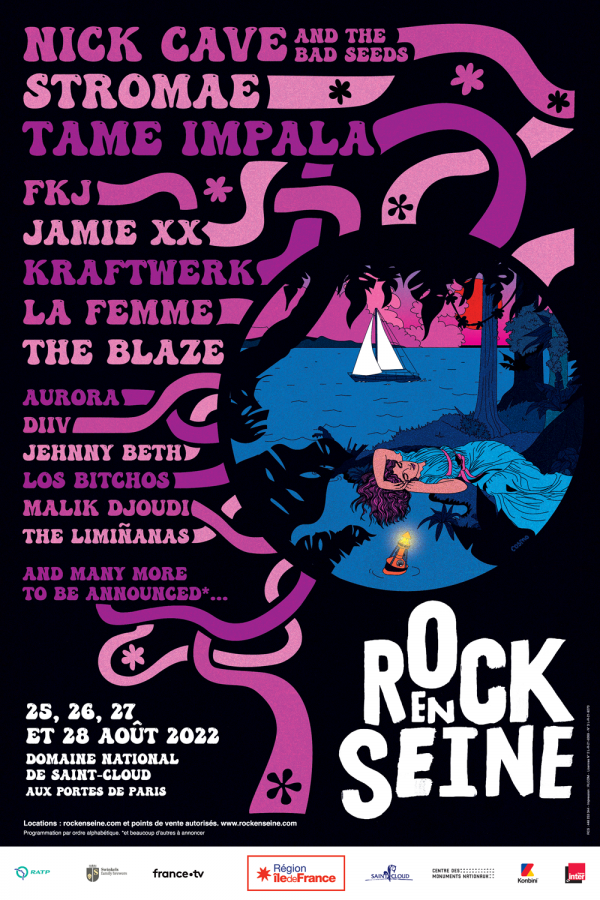 NICK CAVE AND THE BAD SEEDS
STROMAE
TAME IMPALA
FKJ
JAMIE XX
KRAFTWERK
LA FEMME
THE BLAZE
AURORA
DIIV
JEHNNY BETH
LOS BITCHOS
MALIK DJOUDI
THE LIMIÑANAS
AND MANY MORE
TO BE ANNOUNCED*...
ROCK
EN
SEINE
25, 26, 27
ET 28 AOÛT 2022
DOMAINE NATIONAL
DE SAINT-CLOUD
AUX PORTES DE PARIS
Locations : rockenseine.com et points de vente autorisés. www.rockenseine.com
Programmation par ordre alphabétique. *et beaucoup d'autres à annoncer
RATP
france•tv
Région
île de France
SAINT CLOUD
CENTRE DES
MONUMENTS NATIONAUX
Konbini
inter